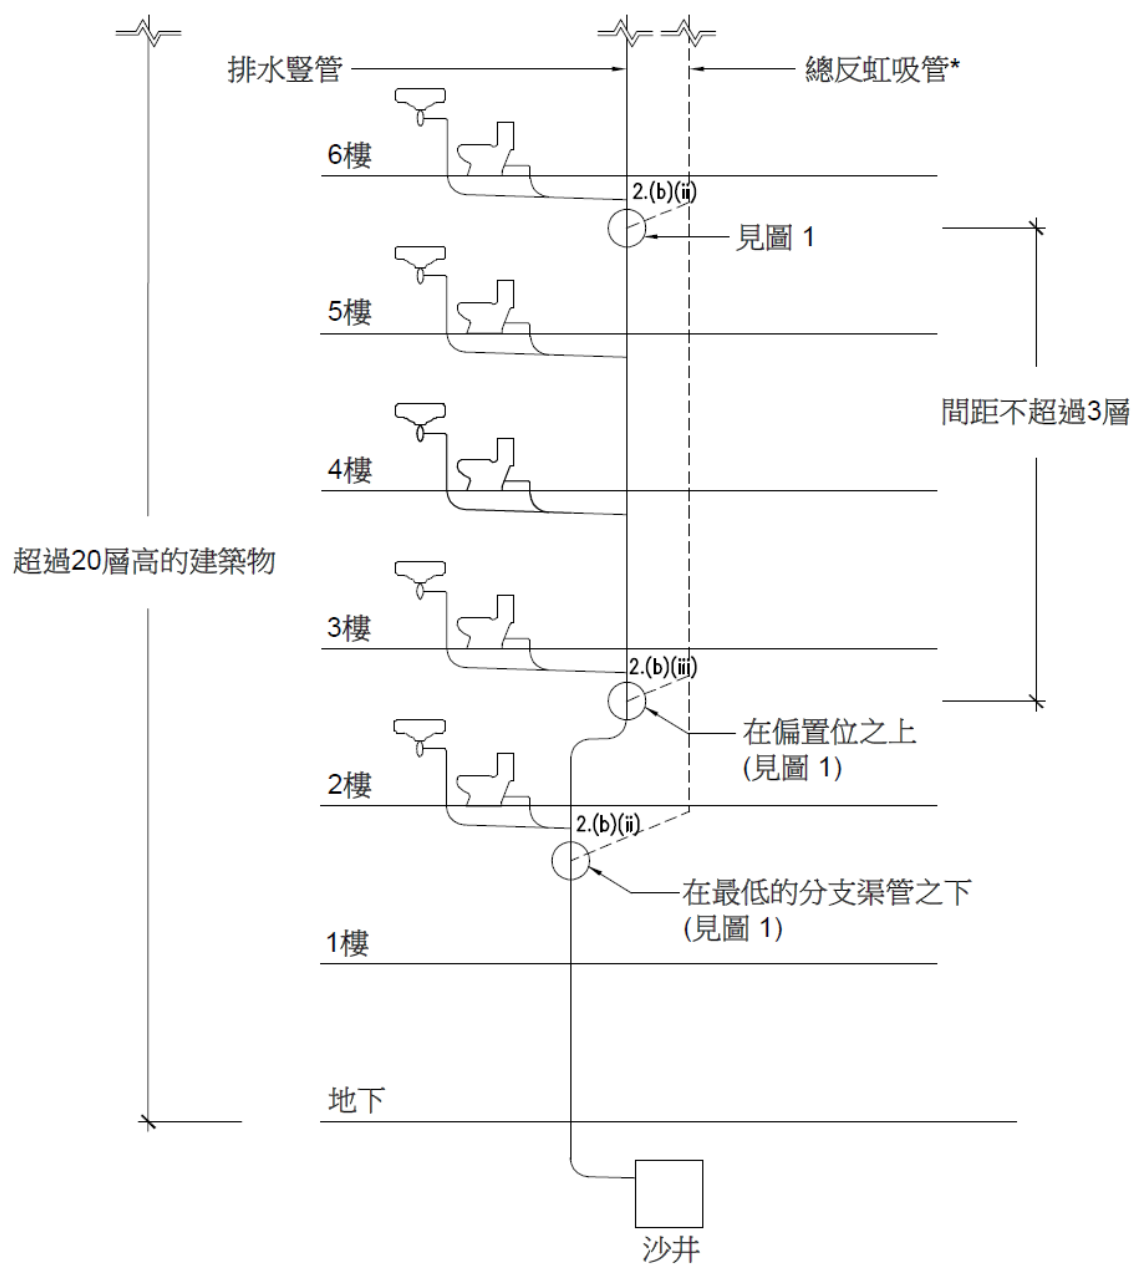 排水豎管
總反虹吸管*
6樓
2.(b)(ii)
見圖 1
5樓
間距不超過3層
4樓
超過20層高的建築物
3樓
2.(b)(iii)
在偏置位之上
(見圖 1)
2樓
2.(b)(ii)
在最低的分支渠管之下
(見圖 1)
1樓
地下
沙井